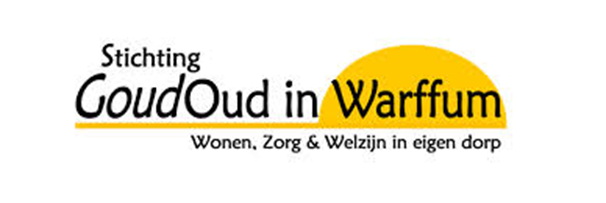 Stichting
GoudOud in Warffum
Wonen, Zorg & Welzijn in eigen dorp